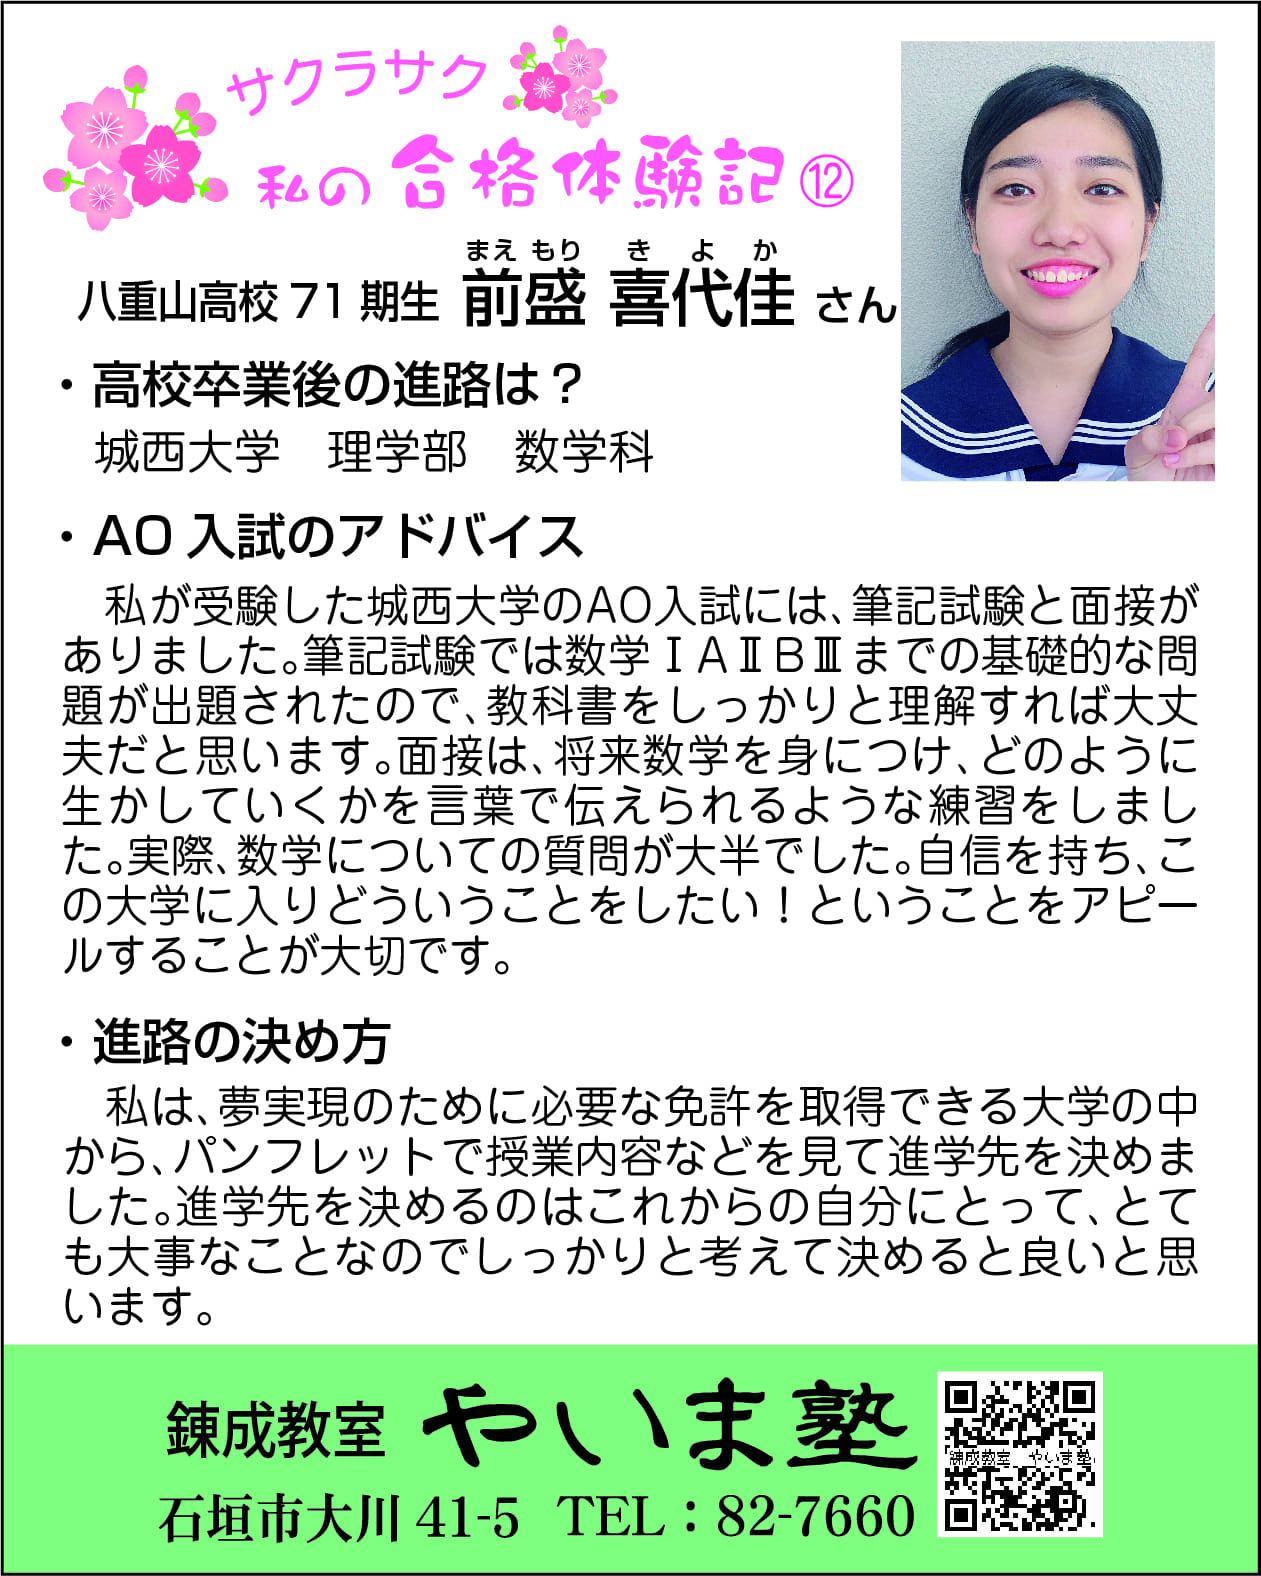 サクラサク
私の合格体験記⑫
まえもり きよか
八重山高校71期生 前盛 喜代佳 さん
・高校卒業後の進路は?
城西大学　理学部　数学科
・AO入試のアドバイス
私が受験した城西大学のAO入試には、筆記試験と面接が
ありました。筆記試験では数学ⅠAⅡBⅢまでの基礎的な問
題が出題されたので、教科書をしっかりと理解すれば大丈
夫だと思います。面接は、将来数学を身につけ、どのように
生かしていくかを言葉で伝えられるような練習をしまし
た。実際、数学についての質問が大半でした。自信を持ち、こ
の大学に入りどういうことをしたい！ということをアピー
ルすることが大切です。
・進路の決め方
私は、夢実現のために必要な免許を取得できる大学の中
から、パンフレットで授業内容などを見て進学先を決めま
した。進学先を決めるのはこれからの自分にとって、とて
も大事なことなのでしっかりと考えて決めると良いと思
います。
錬成教室 やいま塾
錬成教室 やいま塾
石垣市大川41-5 TEL：82-7660